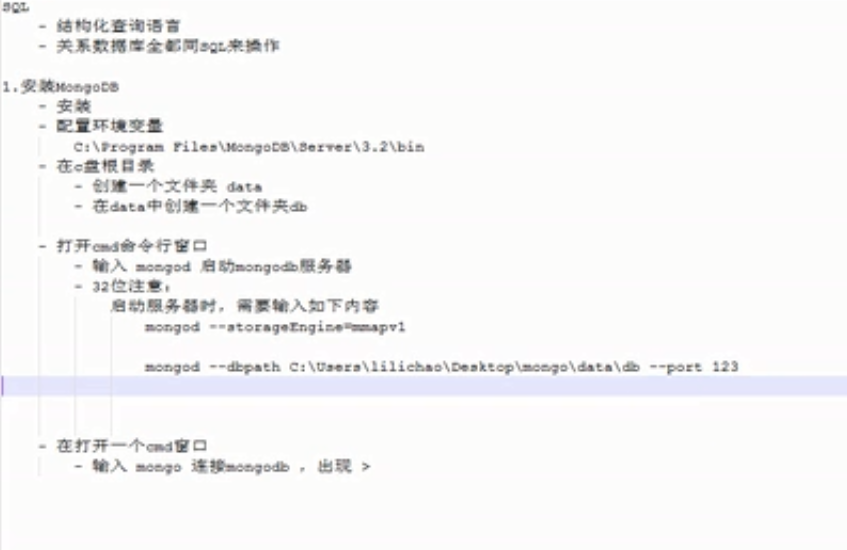 SQL
- 结构化查询语言
- 关系数据库全都同SQL来操作
1.安装MongoDB
- 安装
- 配置环境变量
C:\Program Files\MongoDB\Server\3.2\bin
- 在c盘根目录
- 创建一个文件夹 data
- 在data中创建一个文件夹db
- 打开cmd命令行窗口
- 输入 mongod 启动mongodb服务器
- 32位注意：
启动服务器时，需要输入如下内容
mongod --storageEngine=mmapv1
mongod --dbpath C:\Users\lilichao\Desktop\mongo\data\db --port 123
- 在打开一个cmd窗口
- 输入 mongo 连接mongodb ，出现 >